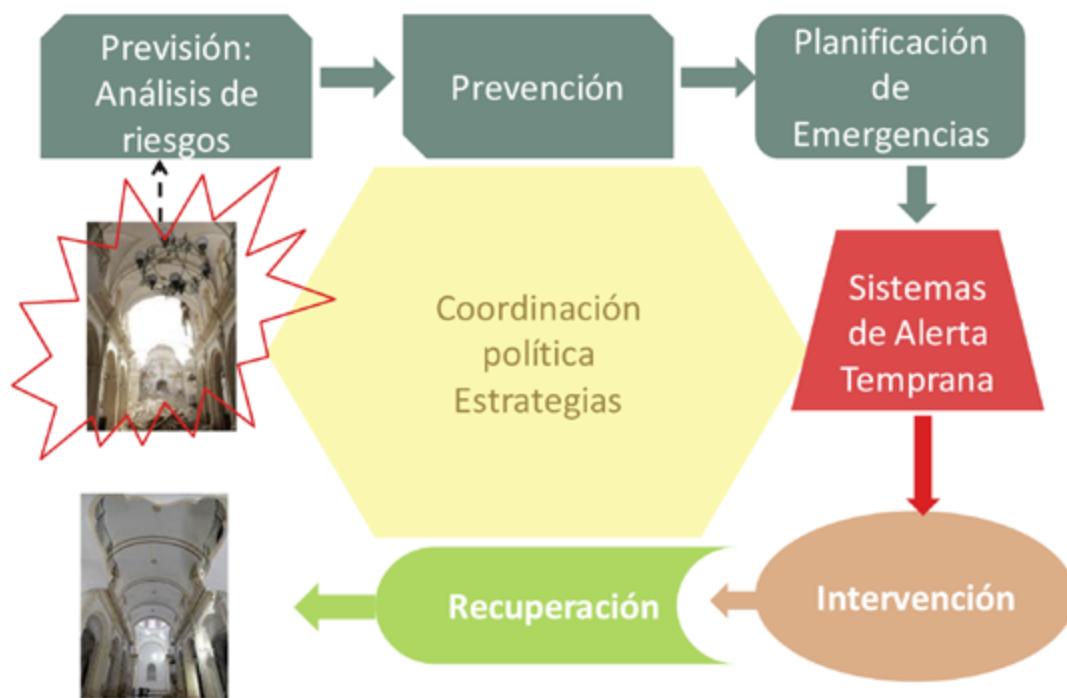 Previsión:
Análisis de
riesgos
Prevención
Planificación
de
Emergencias
Coordinación
política
Estrategias
Sistemas
de Alerta
Temprana
Recuperación
Intervención